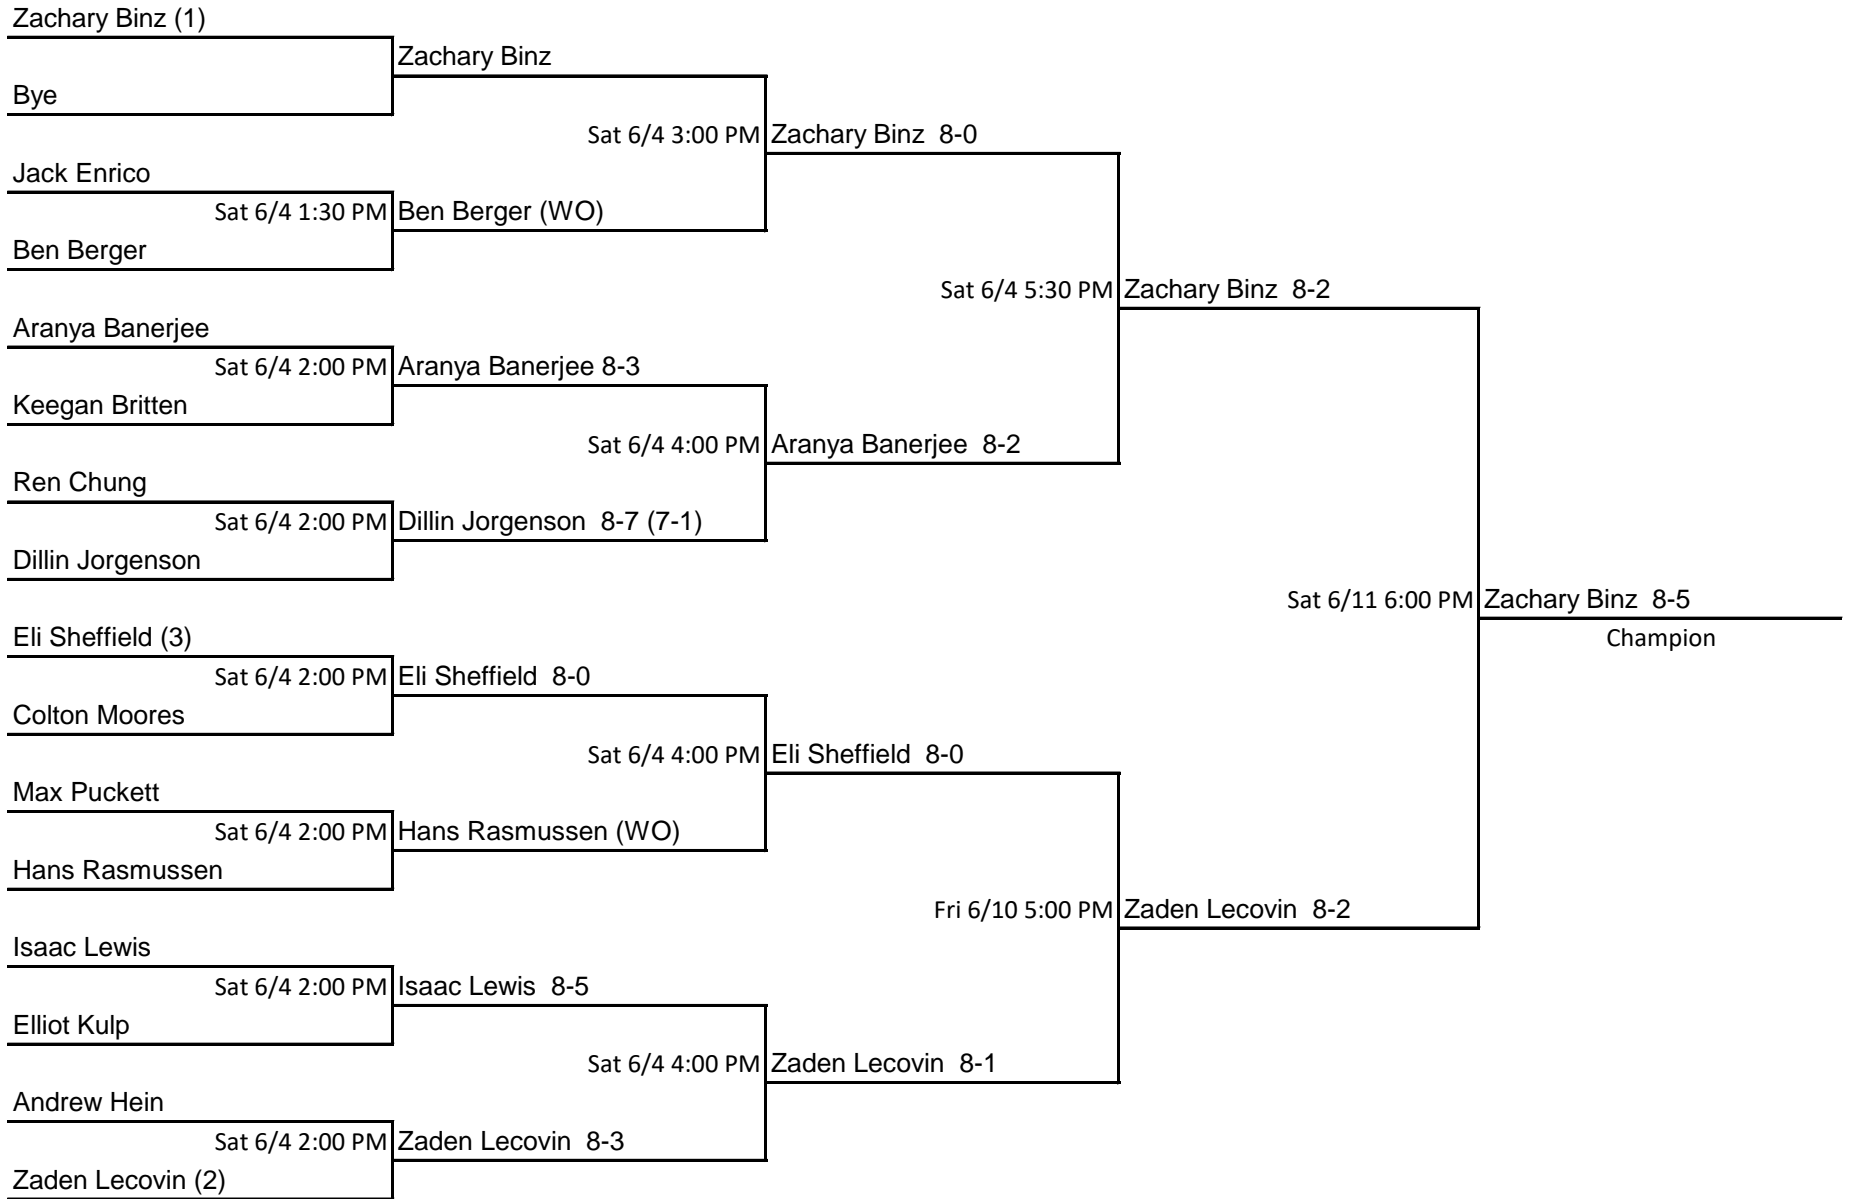 Zachary Binz (1)
Zachary Binz
Bye
Sat 6/4 3:00 PM Zachary Binz 8-0
Jack Enrico
Sat 6/4 1:30 PM Ben Berger (WO)
Ben Berger
Sat 6/4 5:30 PM Zachary Binz 8-2
Aranya Banerjee
Sat 6/4 2:00 PM Aranya Banerjee 8-3
Keegan Britten
Sat 6/4 4:00 PM Aranya Banerjee 8-2
Ren Chung
Sat 6/4 2:00 PM Dillin Jorgenson 8-7 (7-1)
Dillin Jorgenson
Sat 6/11 6:00 PM Zachary Binz 8-5
Eli Sheffield (3)
Champion
Sat 6/4 2:00 PM Eli Sheffield 8-0
Colton Moores
Sat 6/4 4:00 PM Eli Sheffield 8-0
Max Puckett
Sat 6/4 2:00 PM Hans Rasmussen (WO)
Hans Rasmussen
Fri 6/10 5:00 PM Zaden Lecovin 8-2
Isaac Lewis
Sat 6/4 2:00 PM Isaac Lewis 8-5
Elliot Kulp
Sat 6/4 4:00 PM Zaden Lecovin 8-1
Andrew Hein
Sat 6/4 2:00 PM Zaden Lecovin 8-3
Zaden Lecovin (2)